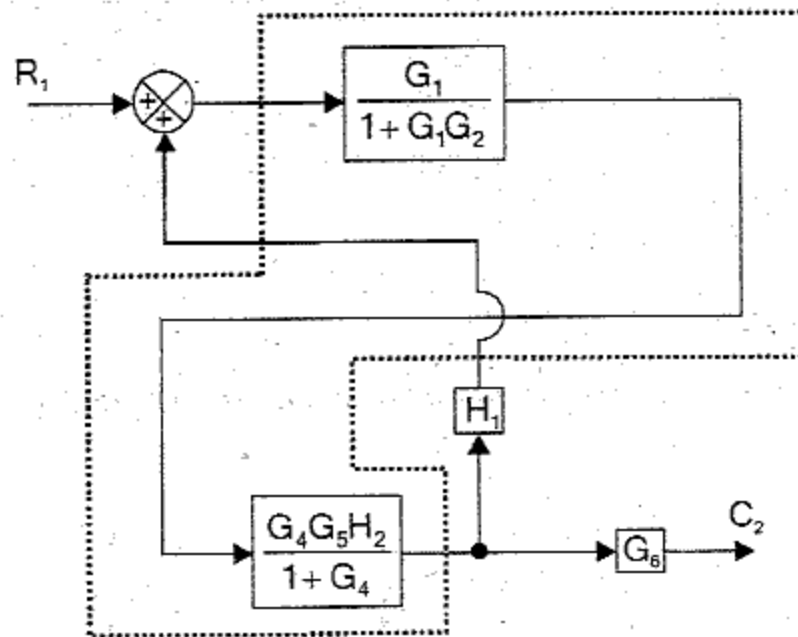 R₁
G₁
1 + G₁G₂
+
+
H₁
G₄G₅H₂
1 + G₄
G₆
C₂